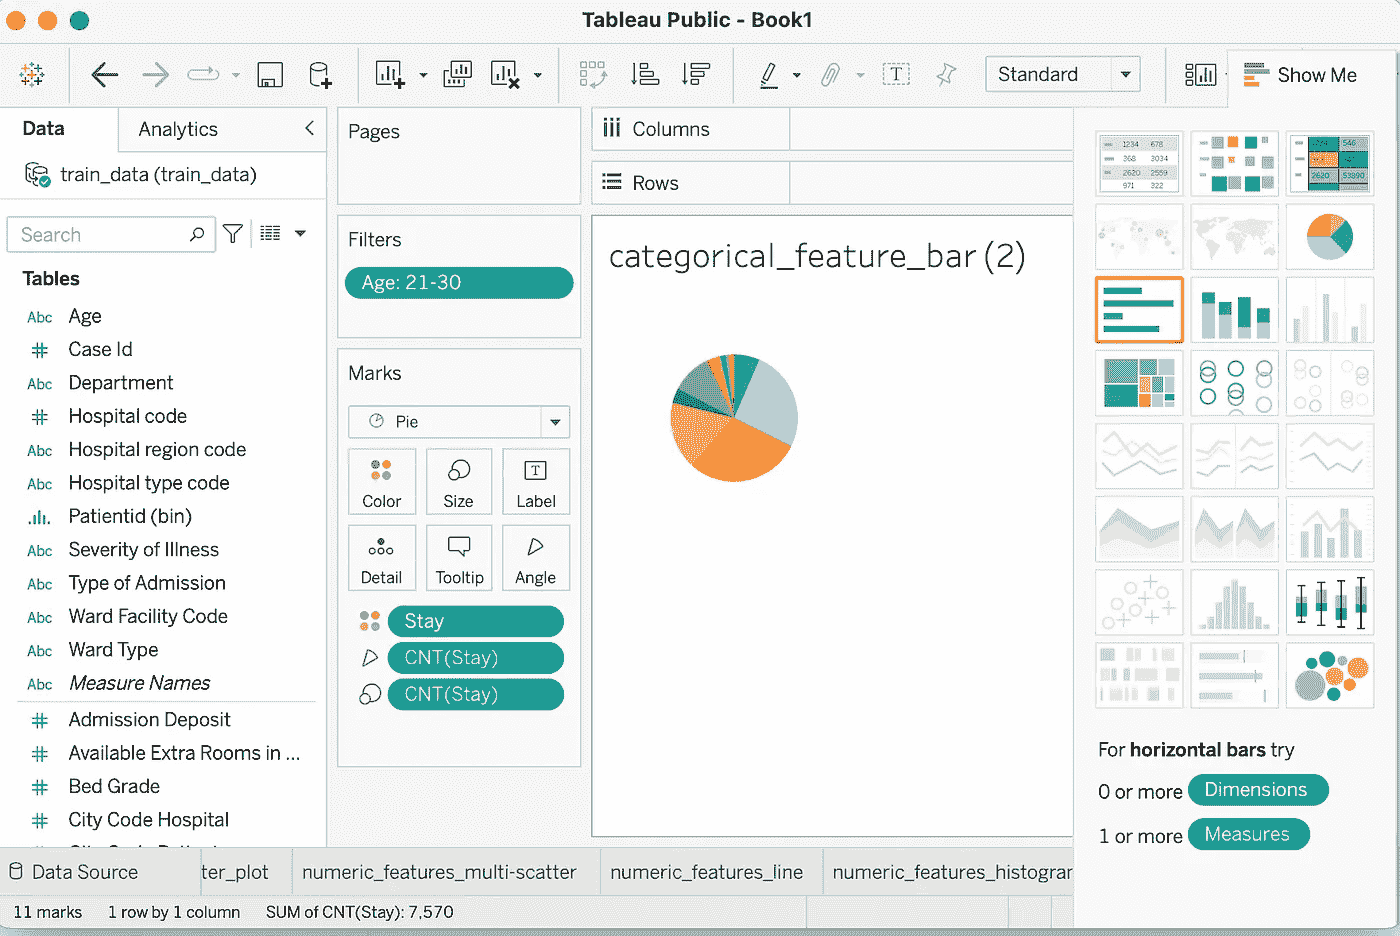 Tableau Public - Book1
Standard
Show Me
Data
Analytics
train_data (train_data)
Search
Tables
Abc Age
Case Id
Abc Department
Hospital code
Abc Hospital region code
Abc Hospital type code
Patientid (bin)
Abc Severity of Illness
Abc Type of Admission
Abc Ward Facility Code
Abc Ward Type
Abc Measure Names
# Admission Deposit
# Available Extra Rooms in ...
# Bed Grade
# City Code Hospital
Pages
Filters
Age: 21-30
Marks
Pie
Color
Size
T
Label
Detail
Tooltip
Angle
Stay
CNT(Stay)
CNT(Stay)
Columns
Rows
categorical_feature_bar (2)
1234 678
368 3034
2620 2559
971 322
546
2620 53890
For horizontal bars try
0 or more Dimensions
1 or more Measures
Data Source
ter_plot
numeric_features_multi-scatter
numeric_features_line
numeric_features_histogram
11 marks
1 row by 1 column
SUM of CNT(Stay): 7,570